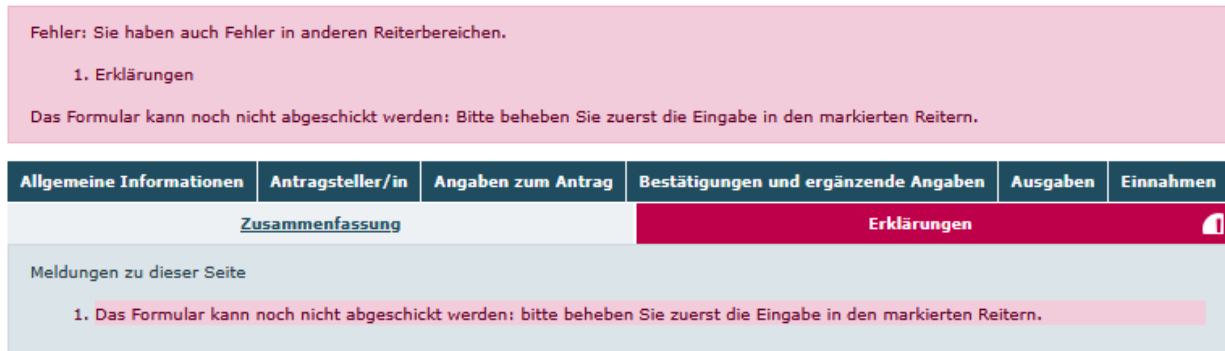 Fehler: Sie haben auch Fehler in anderen Reiterbereichen.
1. Erklärungen
Das Formular kann noch nicht abgeschickt werden: Bitte beheben Sie zuerst die Eingabe in den markierten Reitern.
Allgemeine Informationen Antragsteller/in Angaben zum Antrag Bestätigungen und ergänzende Angaben Ausgaben Einnahmen
Zusammenfassung Erklärungen
Meldungen zu dieser Seite
1. Das Formular kann noch nicht abgeschickt werden: bitte beheben Sie zuerst die Eingabe in den markierten Reitern.